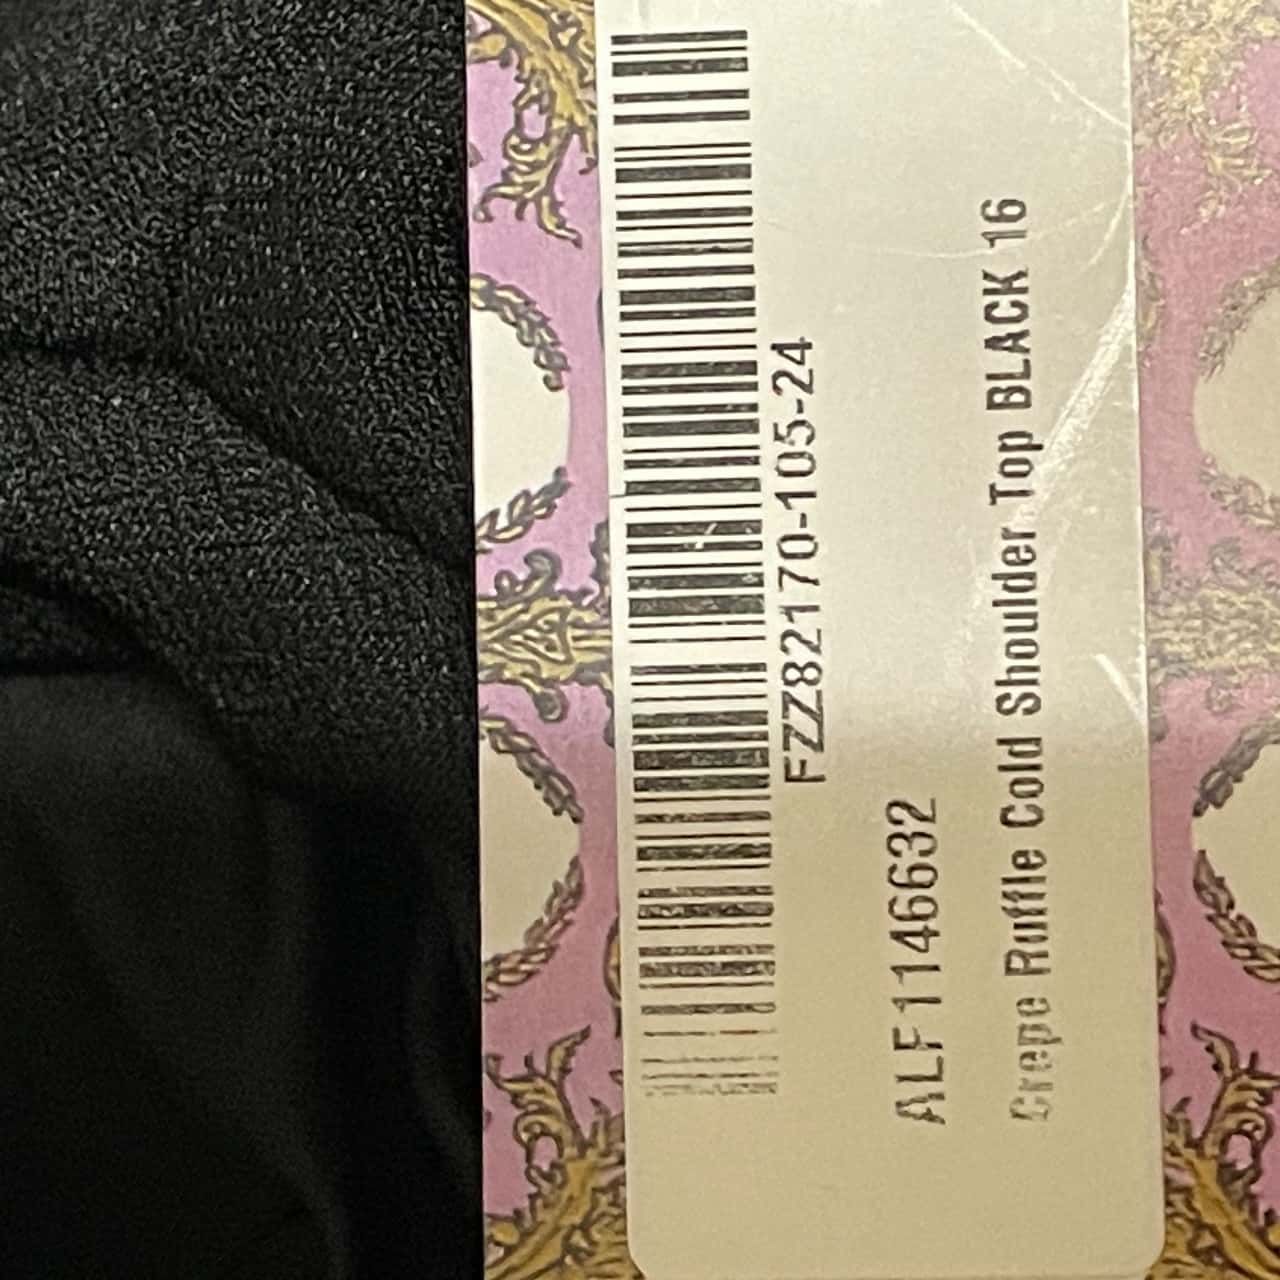 FZZ82170-105-24
ALF1146632
Crepe Ruffle Cold Shoulder Top BLACK 16